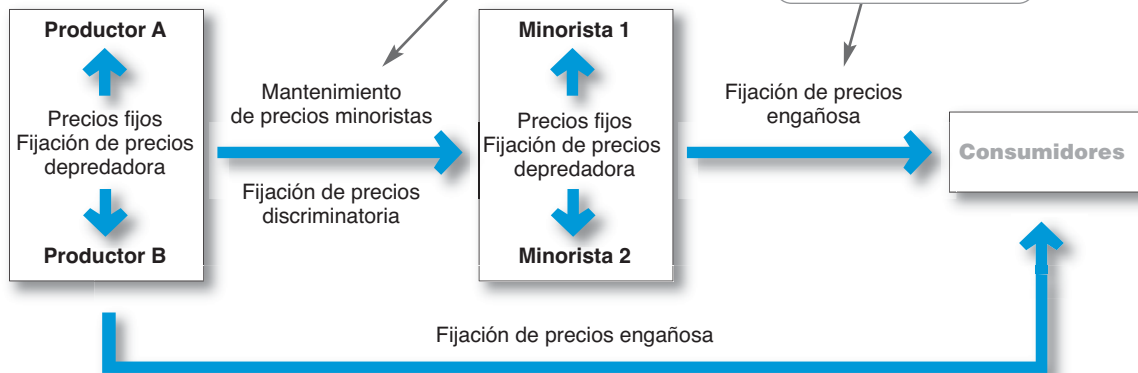 Productor A
Precios fijos
Fijación de precios
depredadora
Productor B
Mantenimiento
de precios minoristas
Fijación de precios
discriminatoria
Minorista 1
Precios fijos
Fijación de precios
depredadora
Minorista 2
Fijación de precios
engañosa
Consumidores
Fijación de precios engañosa